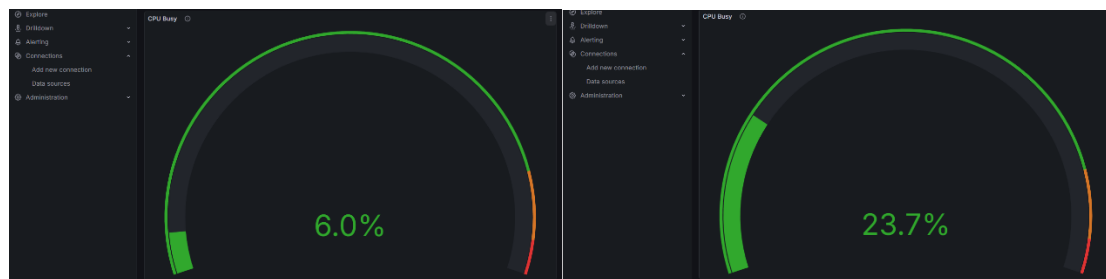 Explore
Drilldown
Alerting
Connections
Add new connection
Data sources
Administration
CPU Busy
6.0%
Explore
Drilldown
Alerting
Connections
Add new connection
Data sources
Administration
CPU Busy
23.7%